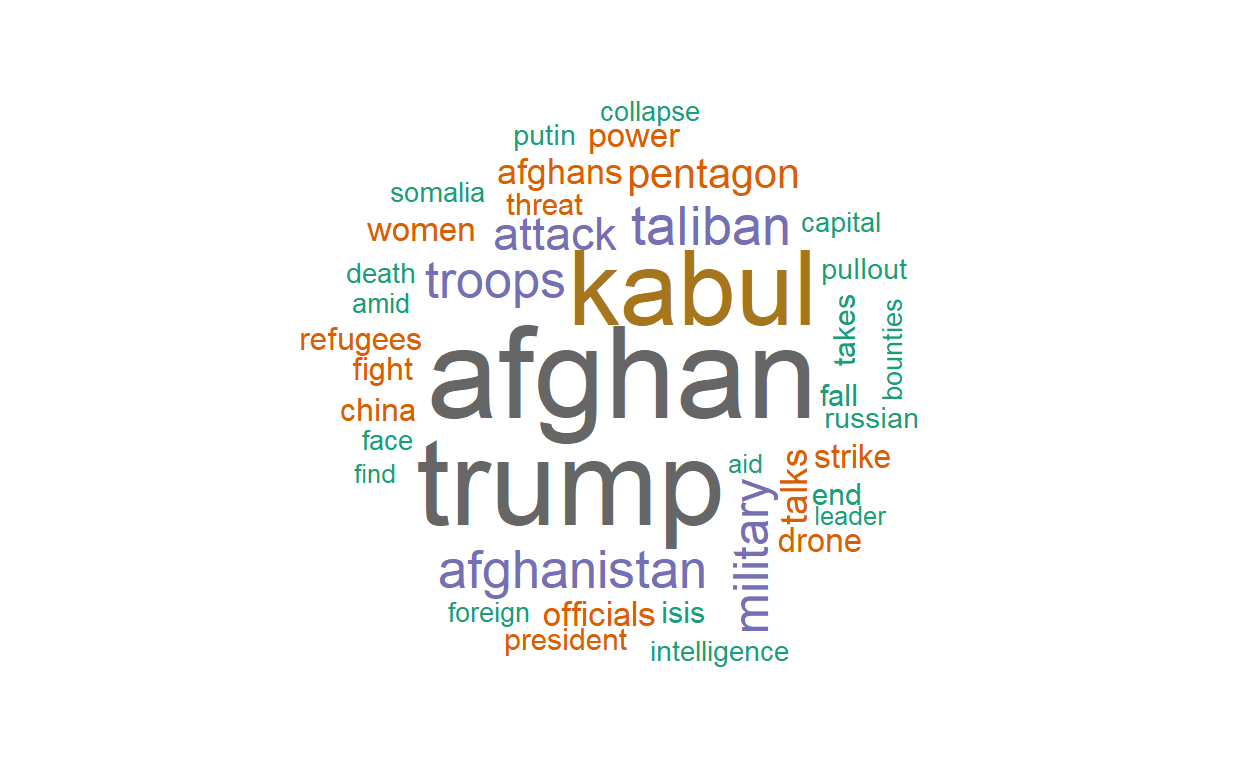 collapse
putin power
afghans pentagon
somalia threat
women attack taliban capital
death troops kabul pullout
amid
takes bounties
refugees
fight afghan
china fall
face russian
find trump aid
military talks strike
end
leader
drone
afghanistan
foreign officials isis
president intelligence